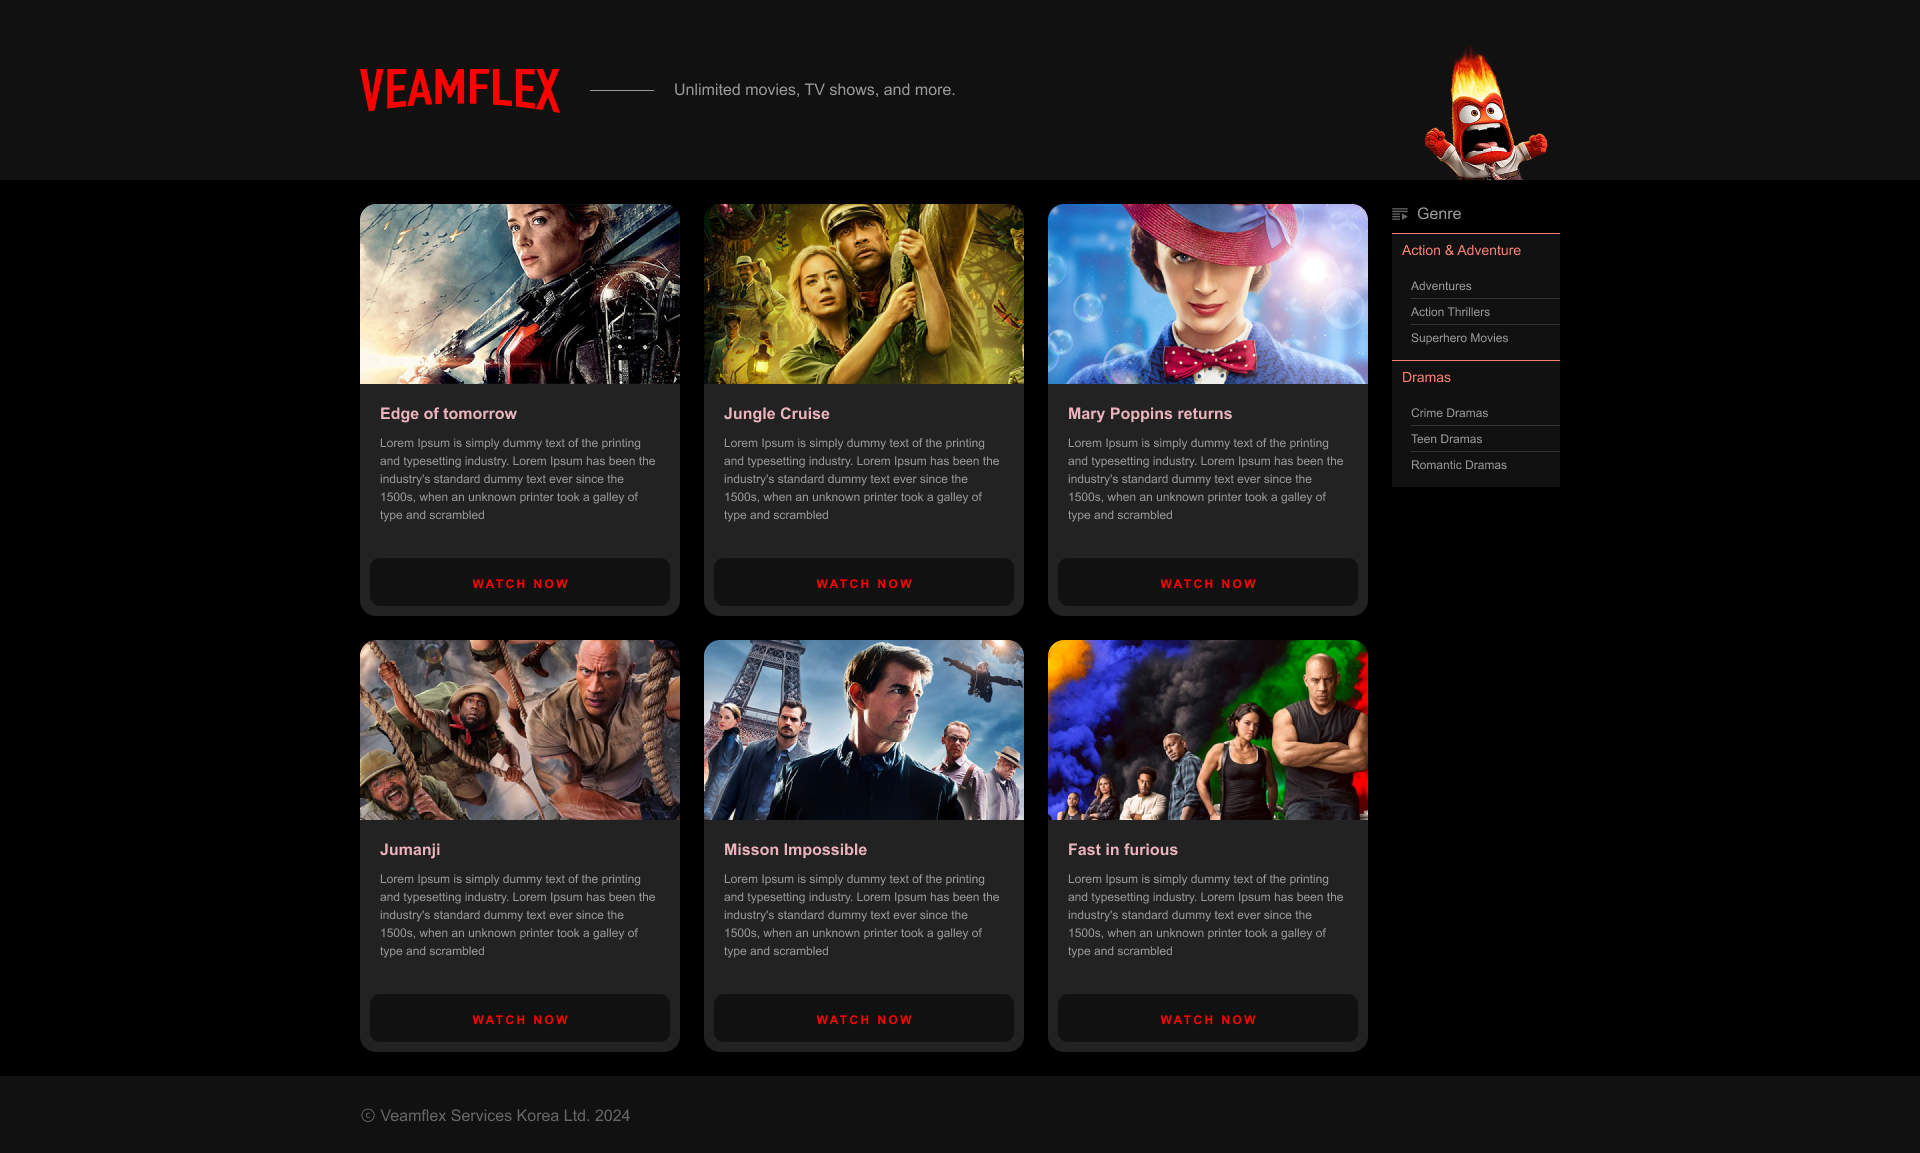 VEAMFLEX
Unlimited movies, TV shows, and more.
Edge of tomorrow
Lorem Ipsum is simply dummy text of the printing
and typesetting industry. Lorem Ipsum has been the
industry's standard dummy text ever since the
1500s, when an unknown printer took a galley of
type and scrambled
WATCH NOW
Jungle Cruise
Lorem Ipsum is simply dummy text of the printing
and typesetting industry. Lorem Ipsum has been the
industry's standard dummy text ever since the
1500s, when an unknown printer took a galley of
type and scrambled
WATCH NOW
Mary Poppins returns
Lorem Ipsum is simply dummy text of the printing
and typesetting industry. Lorem Ipsum has been the
industry's standard dummy text ever since the
1500s, when an unknown printer took a galley of
type and scrambled
WATCH NOW
Jumanji
Lorem Ipsum is simply dummy text of the printing
and typesetting industry. Lorem Ipsum has been the
industry's standard dummy text ever since the
1500s, when an unknown printer took a galley of
type and scrambled
WATCH NOW
Misson Impossible
Lorem Ipsum is simply dummy text of the printing
and typesetting industry. Lorem Ipsum has been the
industry's standard dummy text ever since the
1500s, when an unknown printer took a galley of
type and scrambled
WATCH NOW
Fast in furious
Lorem Ipsum is simply dummy text of the printing
and typesetting industry. Lorem Ipsum has been the
industry's standard dummy text ever since the
1500s, when an unknown printer took a galley of
type and scrambled
WATCH NOW
Genre
Action & Adventure
Adventures
Action Thrillers
Superhero Movies
Dramas
Crime Dramas
Teen Dramas
Romantic Dramas
ⓒ Veamflex Services Korea Ltd. 2024